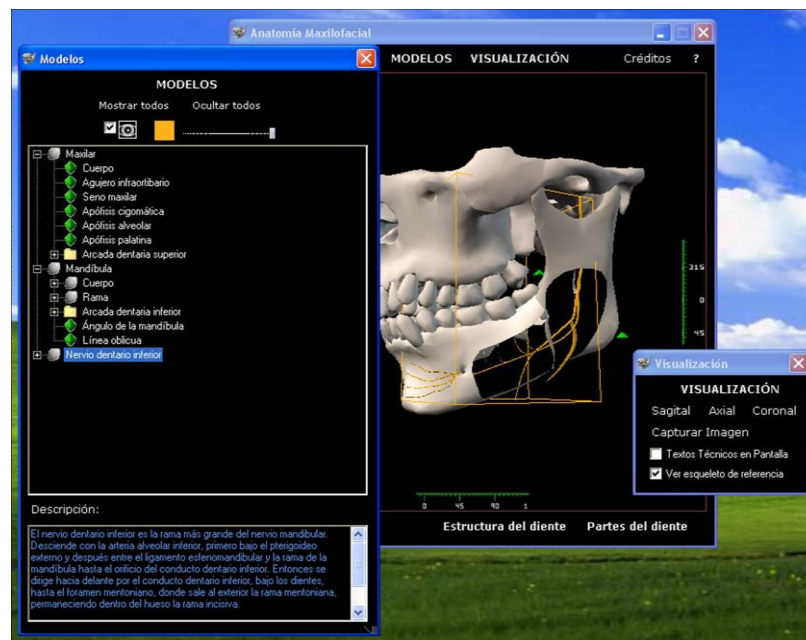 Anatomía Maxilofacial
Modelos
MODELOS VISUALIZACIÓN Créditos ?
MODELOS
Mostrar todos Ocultar todos
Maxilar
Cuerpo
Agujero infraortibario
Seno maxilar
Apófisis cigomática
Apófisis alveolar
Apófisis palatina
Arcada dentaria superior
Mandíbula
Cuerpo
Rama
Arcada dentaria inferior
Ángulo de la mandíbula
Línea oblicua
Nervio dentario inferior
315
0
45
Visualización
VISUALIZACIÓN
Sagital Axial Coronal
Capturar Imagen
Textos Técnicos en Pantalla
Ver esqueleto de referencia
0 45 90 1
Estructura del diente Partes del diente
Descripción:
El nervio dentario inferior es la rama más grande del nervio mandibular.
Desciende con la arteria alveolar inferior, primero bajo el pterigoideo
externo y después entre el ligamento esfenomandibular y la rama de la
mandíbula hasta el orificio del conducto dentario inferior. Entonces se
dirige hacia delante por el conducto dentario inferior, bajo los dientes,
hasta el foramen mentoniano, donde sale al exterior la rama mentoniana,
permaneciendo dentro del hueso la rama incisiva.